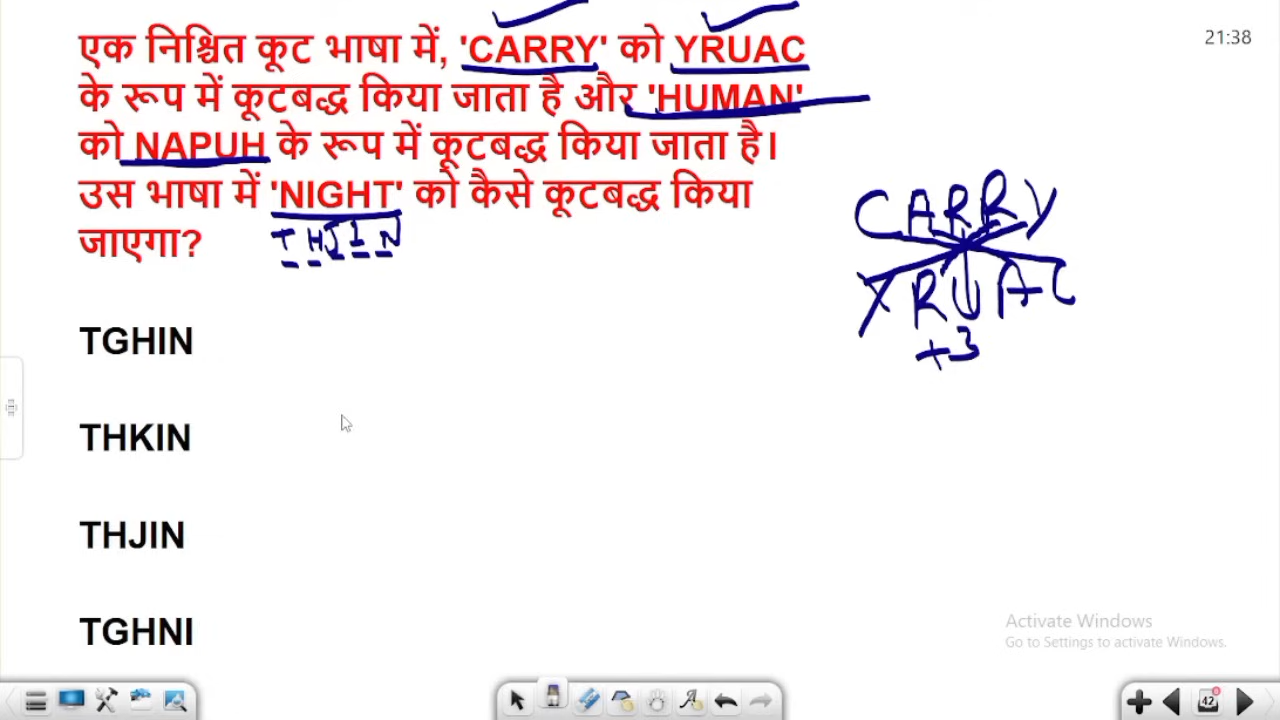 21:38
एक निश्चित कूट भाषा में, 'CARRY' को YRUAC
के रूप में कूटबद्ध किया जाता है और 'HUMAN'
को NAPUH के रूप में कूटबद्ध किया जाता है।
उस भाषा में 'NIGHT' को कैसे कूटबद्ध किया
जाएगा?
T H J I N
CARRY
YRUAC
+3
TGHIN
THKIN
THJIN
TGHNI
Activate Windows
Go to Settings to activate Windows.
42